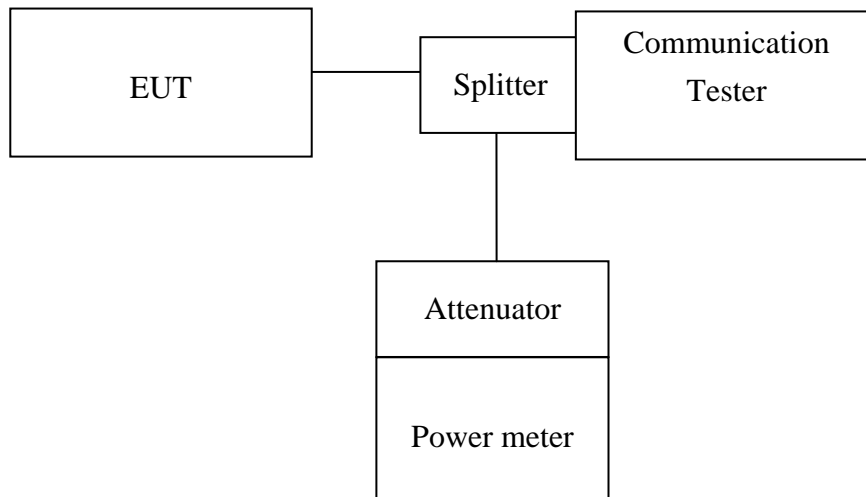 EUT
Splitter
Communication
Tester
Attenuator
Power meter